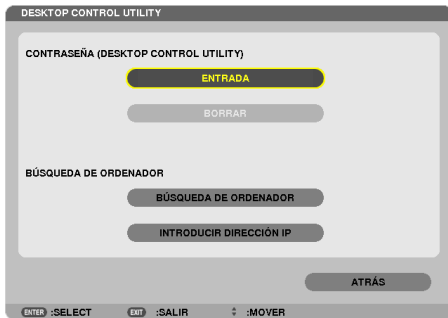 DESKTOP CONTROL UTILITY
CONTRASEÑA (DESKTOP CONTROL UTILITY)
ENTRADA
BORRAR
BÚSQUEDA DE ORDENADOR
BÚSQUEDA DE ORDENADOR
INTRODUCIR DIRECCIÓN IP
ATRÁS
ENTER :SELECT EXIT :SALIR :MOVER